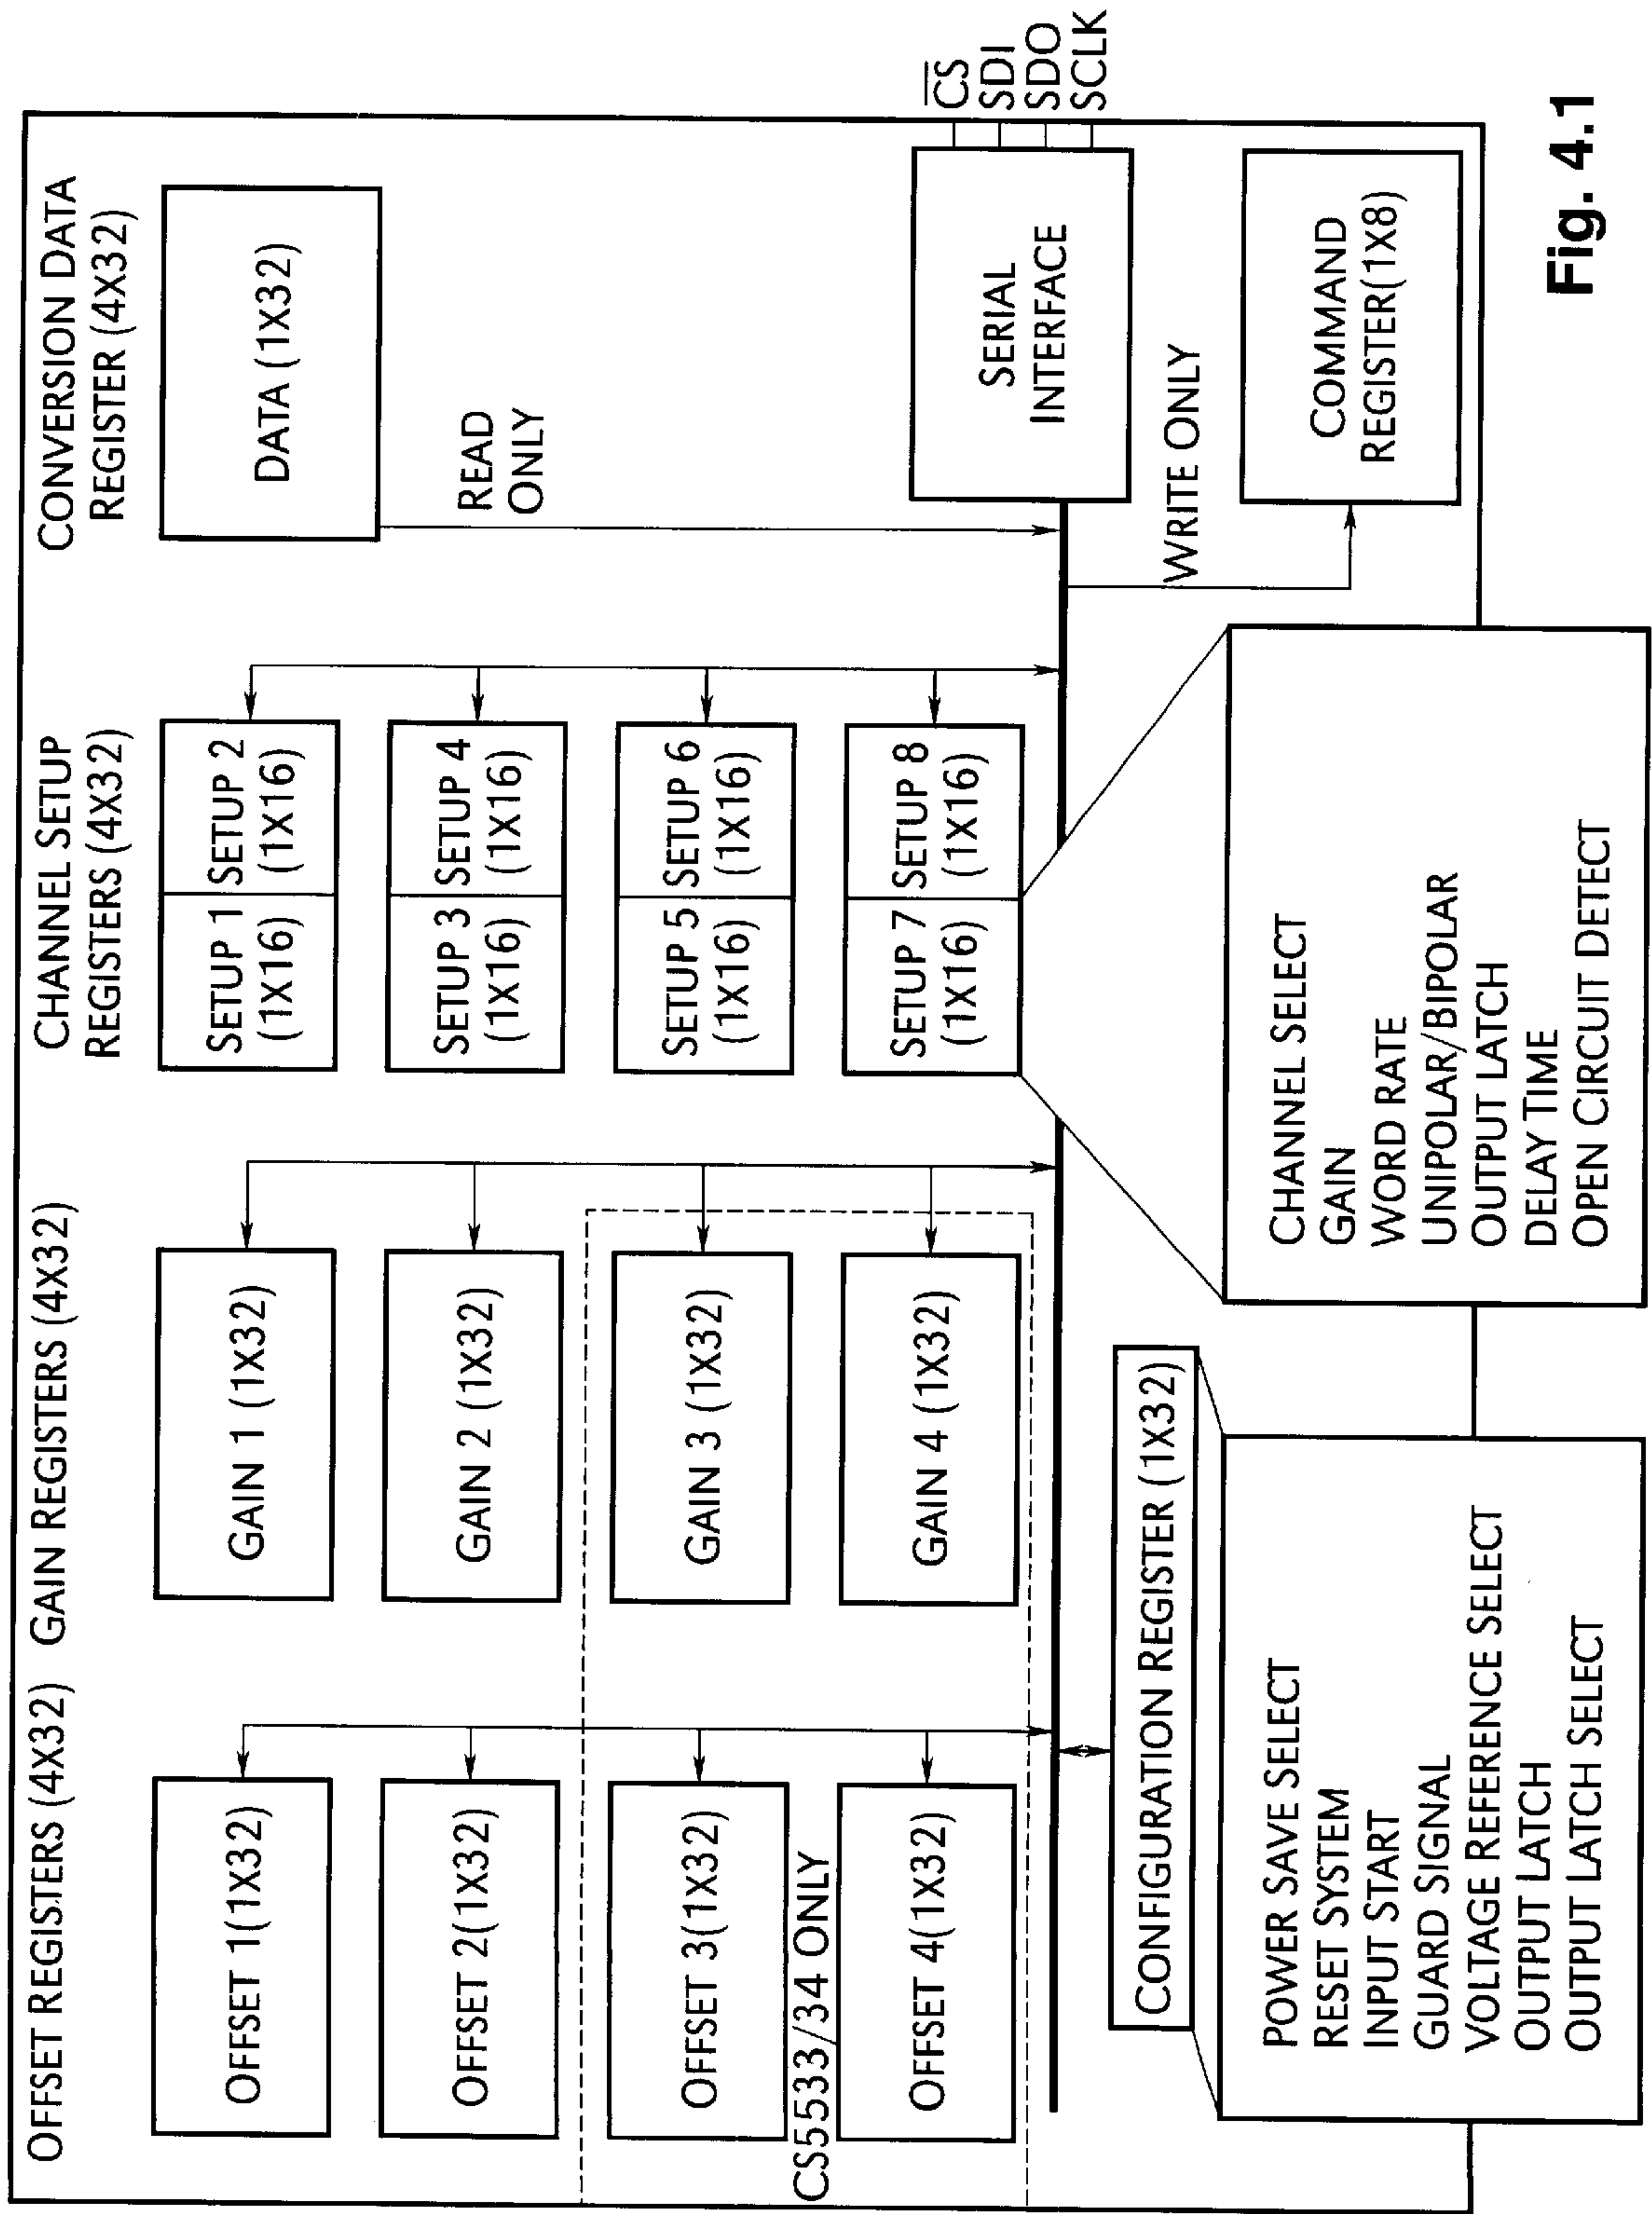 OFFSET REGISTERS (4X32)
GAIN REGISTERS (4X32)
CHANNEL SETUP
REGISTERS (4X32)
CONVERSION DATA
REGISTER (4X32)
OFFSET 1(1X32)
GAIN 1 (1X32)
SETUP 1
(1X16)
SETUP 2
(1X16)
DATA (1X32)
OFFSET 2(1X32)
GAIN 2 (1X32)
SETUP 3
(1X16)
SETUP 4
(1X16)
READ
ONLY
OFFSET 3(1X32)
GAIN 3 (1X32)
SETUP 5
(1X16)
SETUP 6
(1X16)
CS5533/34 ONLY
OFFSET 4(1X32)
GAIN 4 (1X32)
SETUP 7
(1X16)
SETUP 8
(1X16)
SERIAL
INTERFACE
C̅S̅
SDI
SDO
SCLK
WRITE ONLY
COMMAND
REGISTER(1X8)
CONFIGURATION REGISTER (1X32)
POWER SAVE SELECT
RESET SYSTEM
INPUT START
GUARD SIGNAL
VOLTAGE REFERENCE SELECT
OUTPUT LATCH
OUTPUT LATCH SELECT
CHANNEL SELECT
GAIN
WORD RATE
UNIPOLAR/BIPOLAR
OUTPUT LATCH
DELAY TIME
OPEN CIRCUIT DETECT
Fig. 4.1